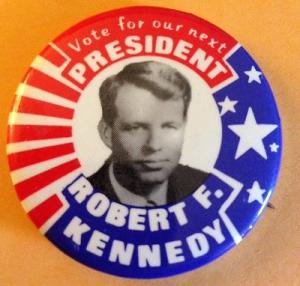 Vote for our next
PRESIDENT
ROBERT F.
KENNEDY